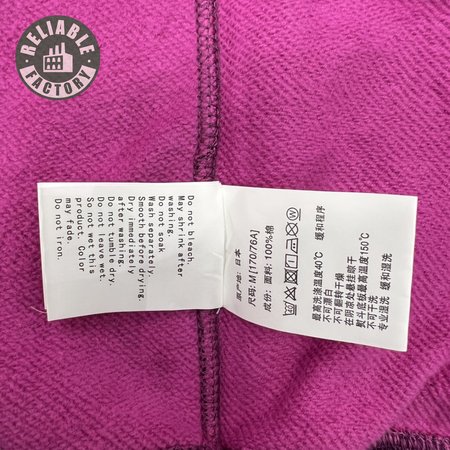 RELIABLE
FACTORY
Do not bleach.
May shrink after
washing.
Do not soak
Wash separately.
Smooth before drying.
Dry immediately
after washing.
Do not tumble dry.
Do not leave wet.
So not wet this
product. Color
may fade.
Do not iron.
原产地: 日本
尺码: M [170/76A]
成份: 面料: 100%棉
缓和程序
最高洗涤温度40℃
不可漂白
不可翻转干燥
在阴凉处悬挂晾干
熨斗底板最高温度150℃
不可干洗
专业湿洗 缓和湿洗